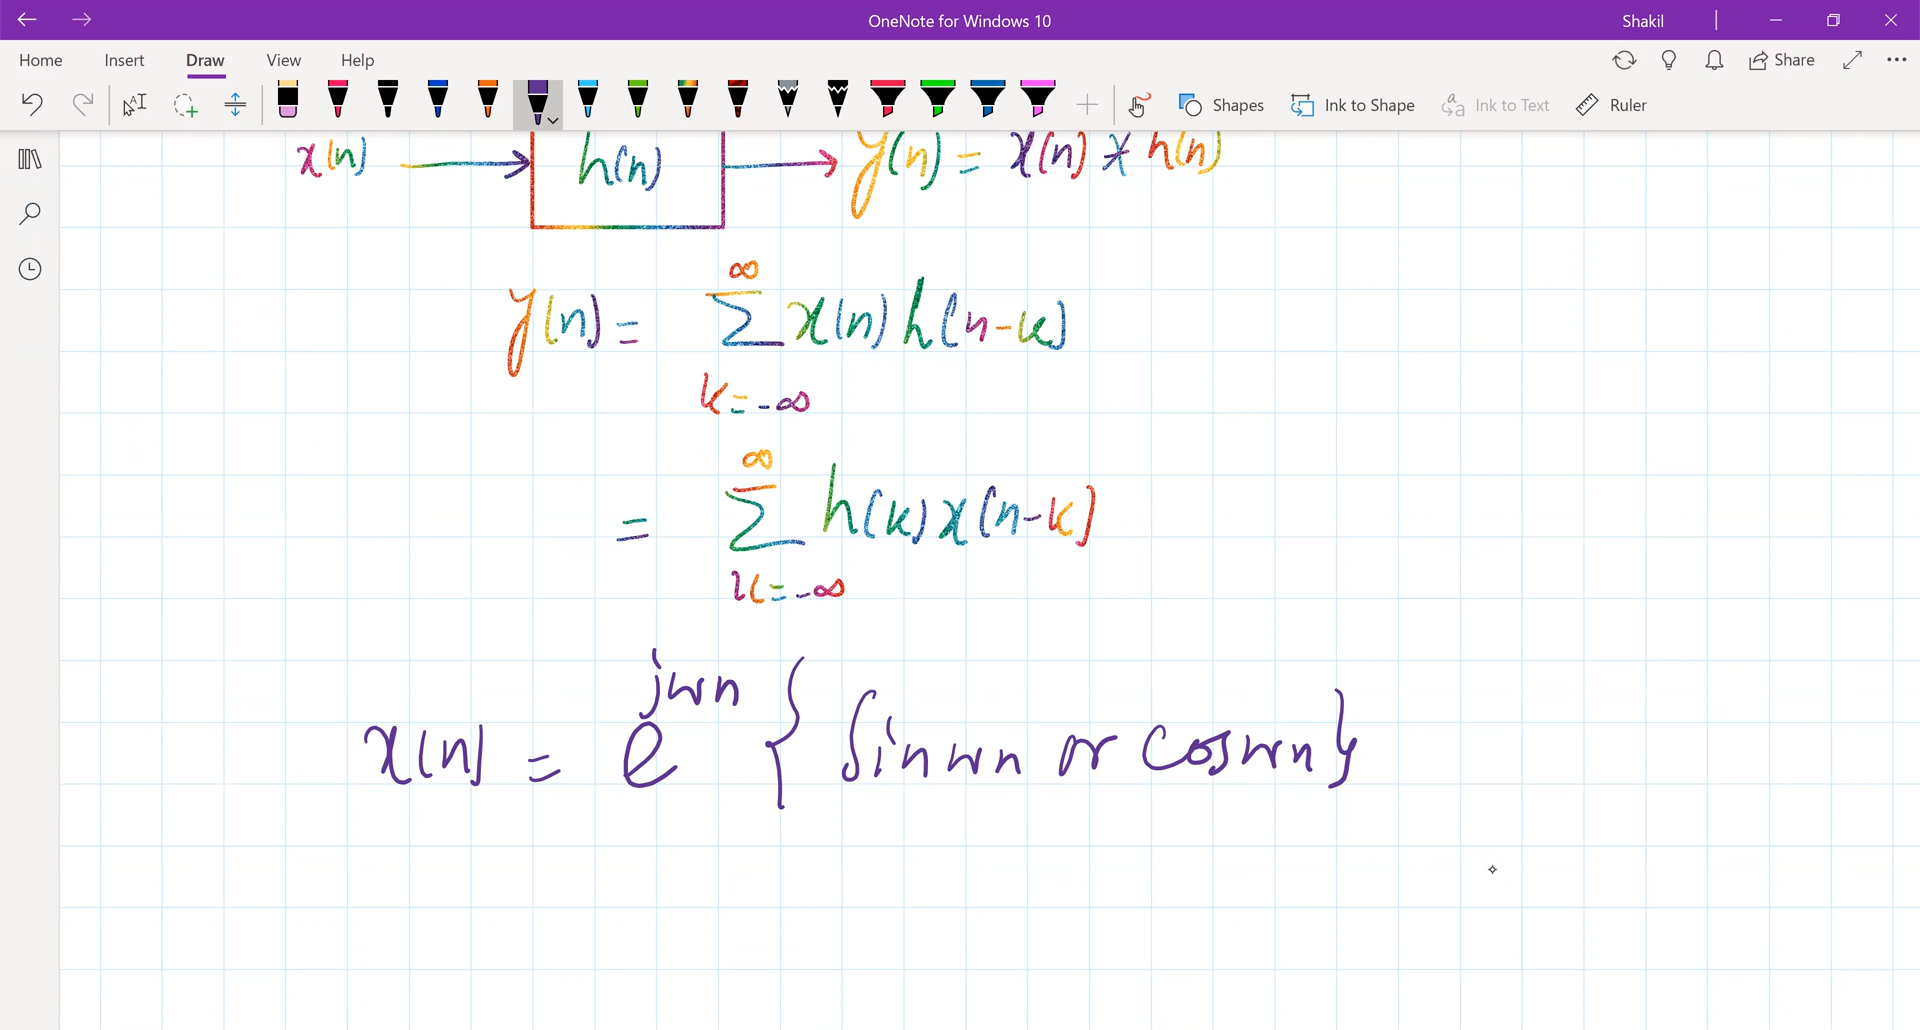 OneNote for Windows 10
Shakil
Home Insert Draw View Help
Share
Shapes Ink to Shape Ink to Text Ruler
x(n) → h(n) → y(n) = x(n) * h(n)
∞
y(n) = Σ x(n) h(n-k)
k=-∞
∞
= Σ h(k) x(n-k)
k=-∞
x(n) = e^{jwn} { Sinwn or Coswn }